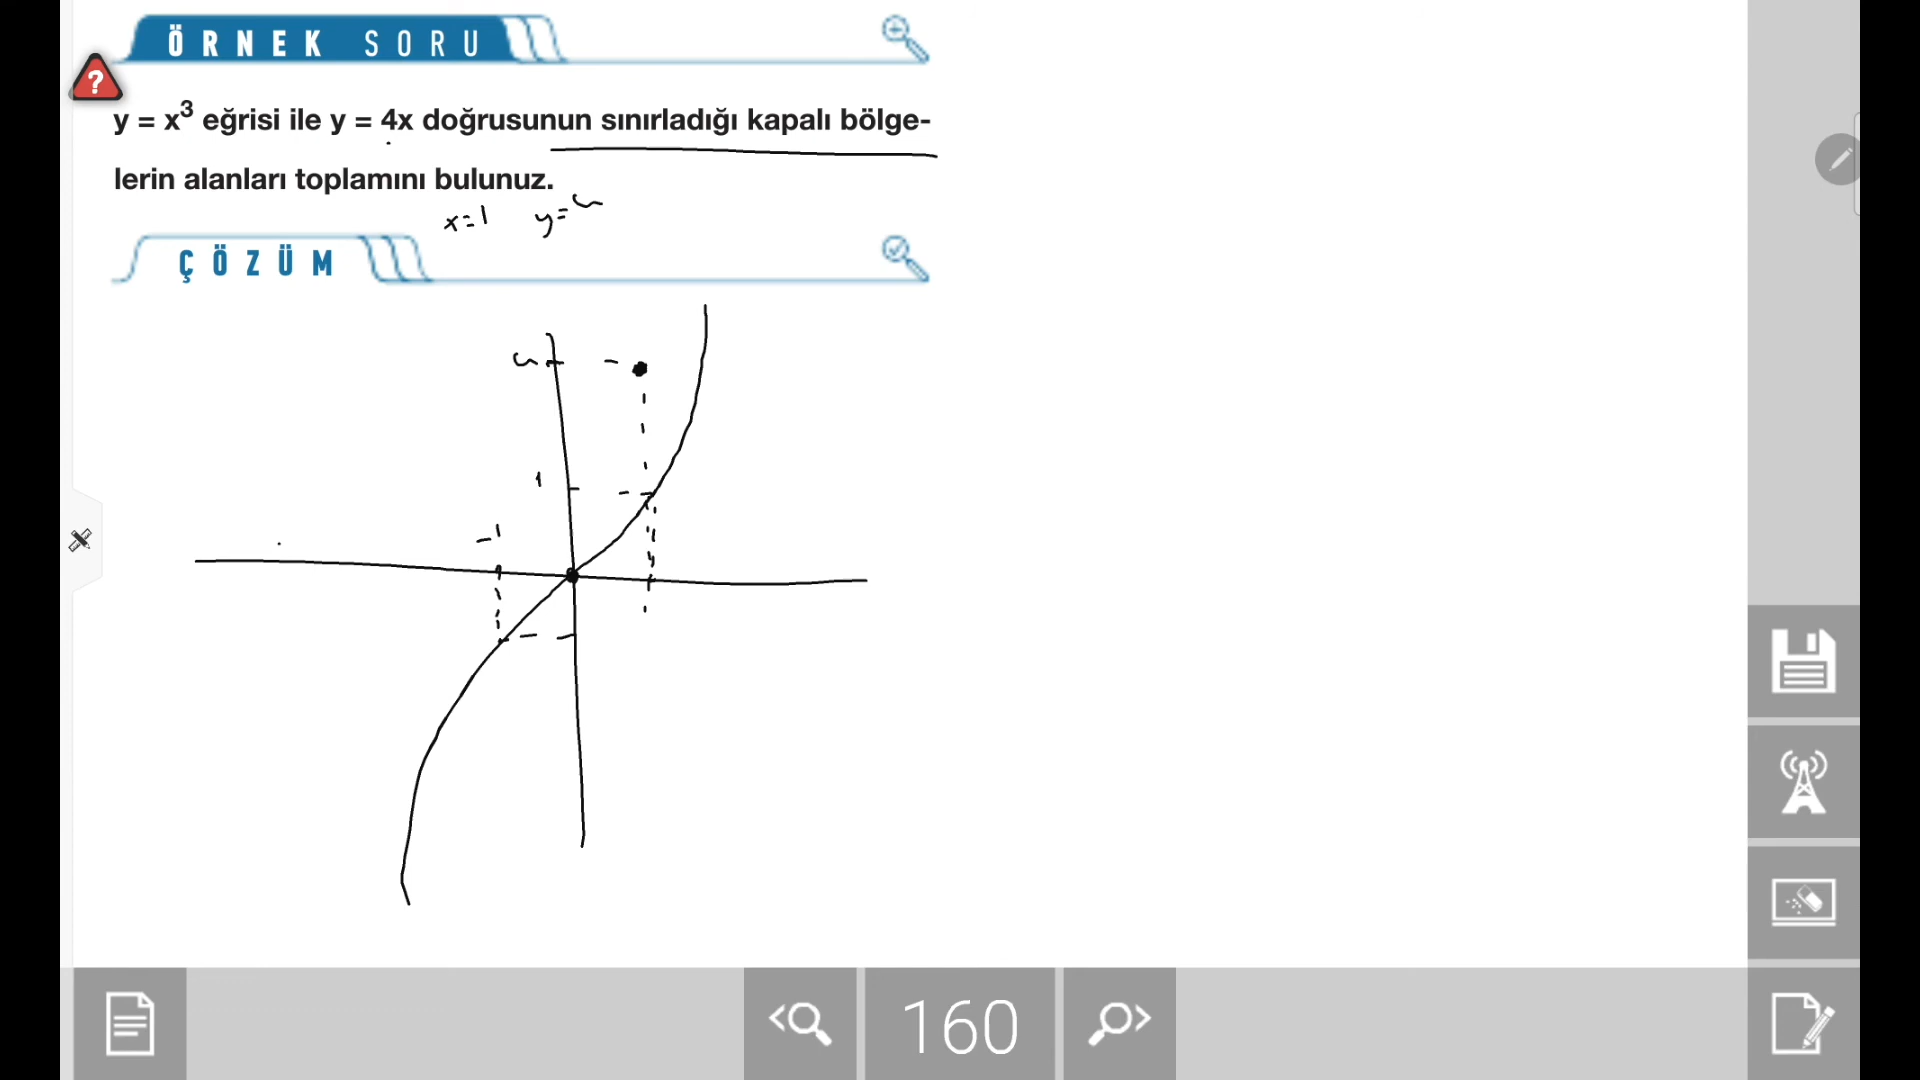 ÖRNEK SORU
?
y = x³ eğrisi ile y = 4x doğrusunun sınırladığı kapalı bölge-
lerin alanları toplamını bulunuz.
x=1 y=4
ÇÖZÜM
4
1
-1
160